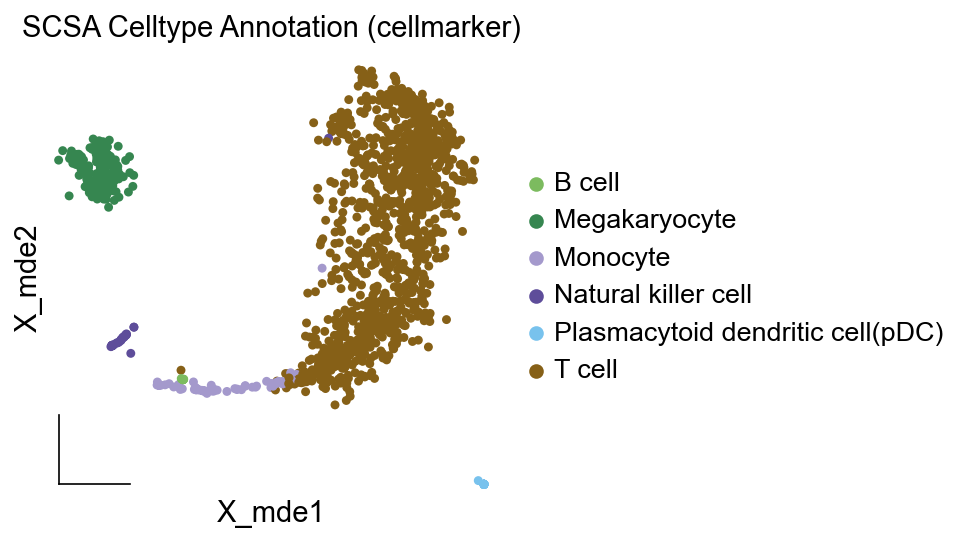 SCSA Celltype Annotation (cellmarker)
X_mde2
X_mde1
B cell
Megakaryocyte
Monocyte
Natural killer cell
Plasmacytoid dendritic cell(pDC)
T cell